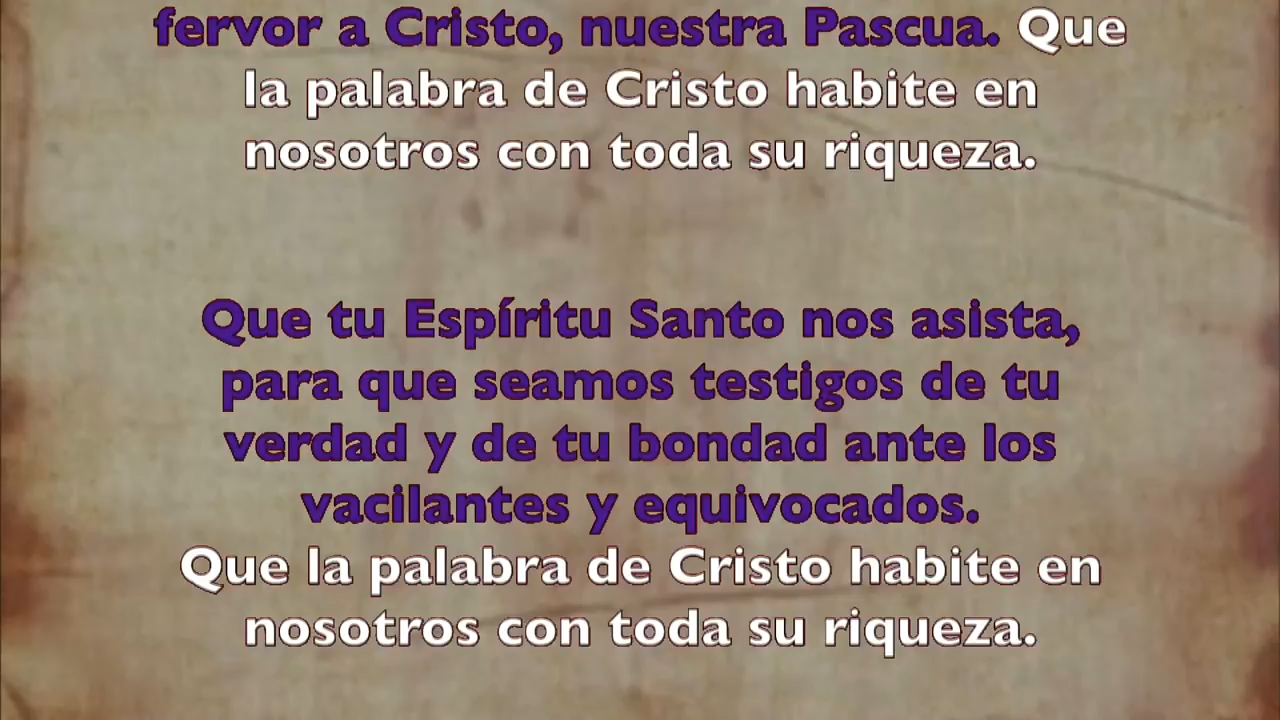 fervor a Cristo, nuestra Pascua. Que
la palabra de Cristo habite en
nosotros con toda su riqueza.
Que tu Espíritu Santo nos asista,
para que seamos testigos de tu
verdad y de tu bondad ante los
vacilantes y equivocados.
Que la palabra de Cristo habite en
nosotros con toda su riqueza.